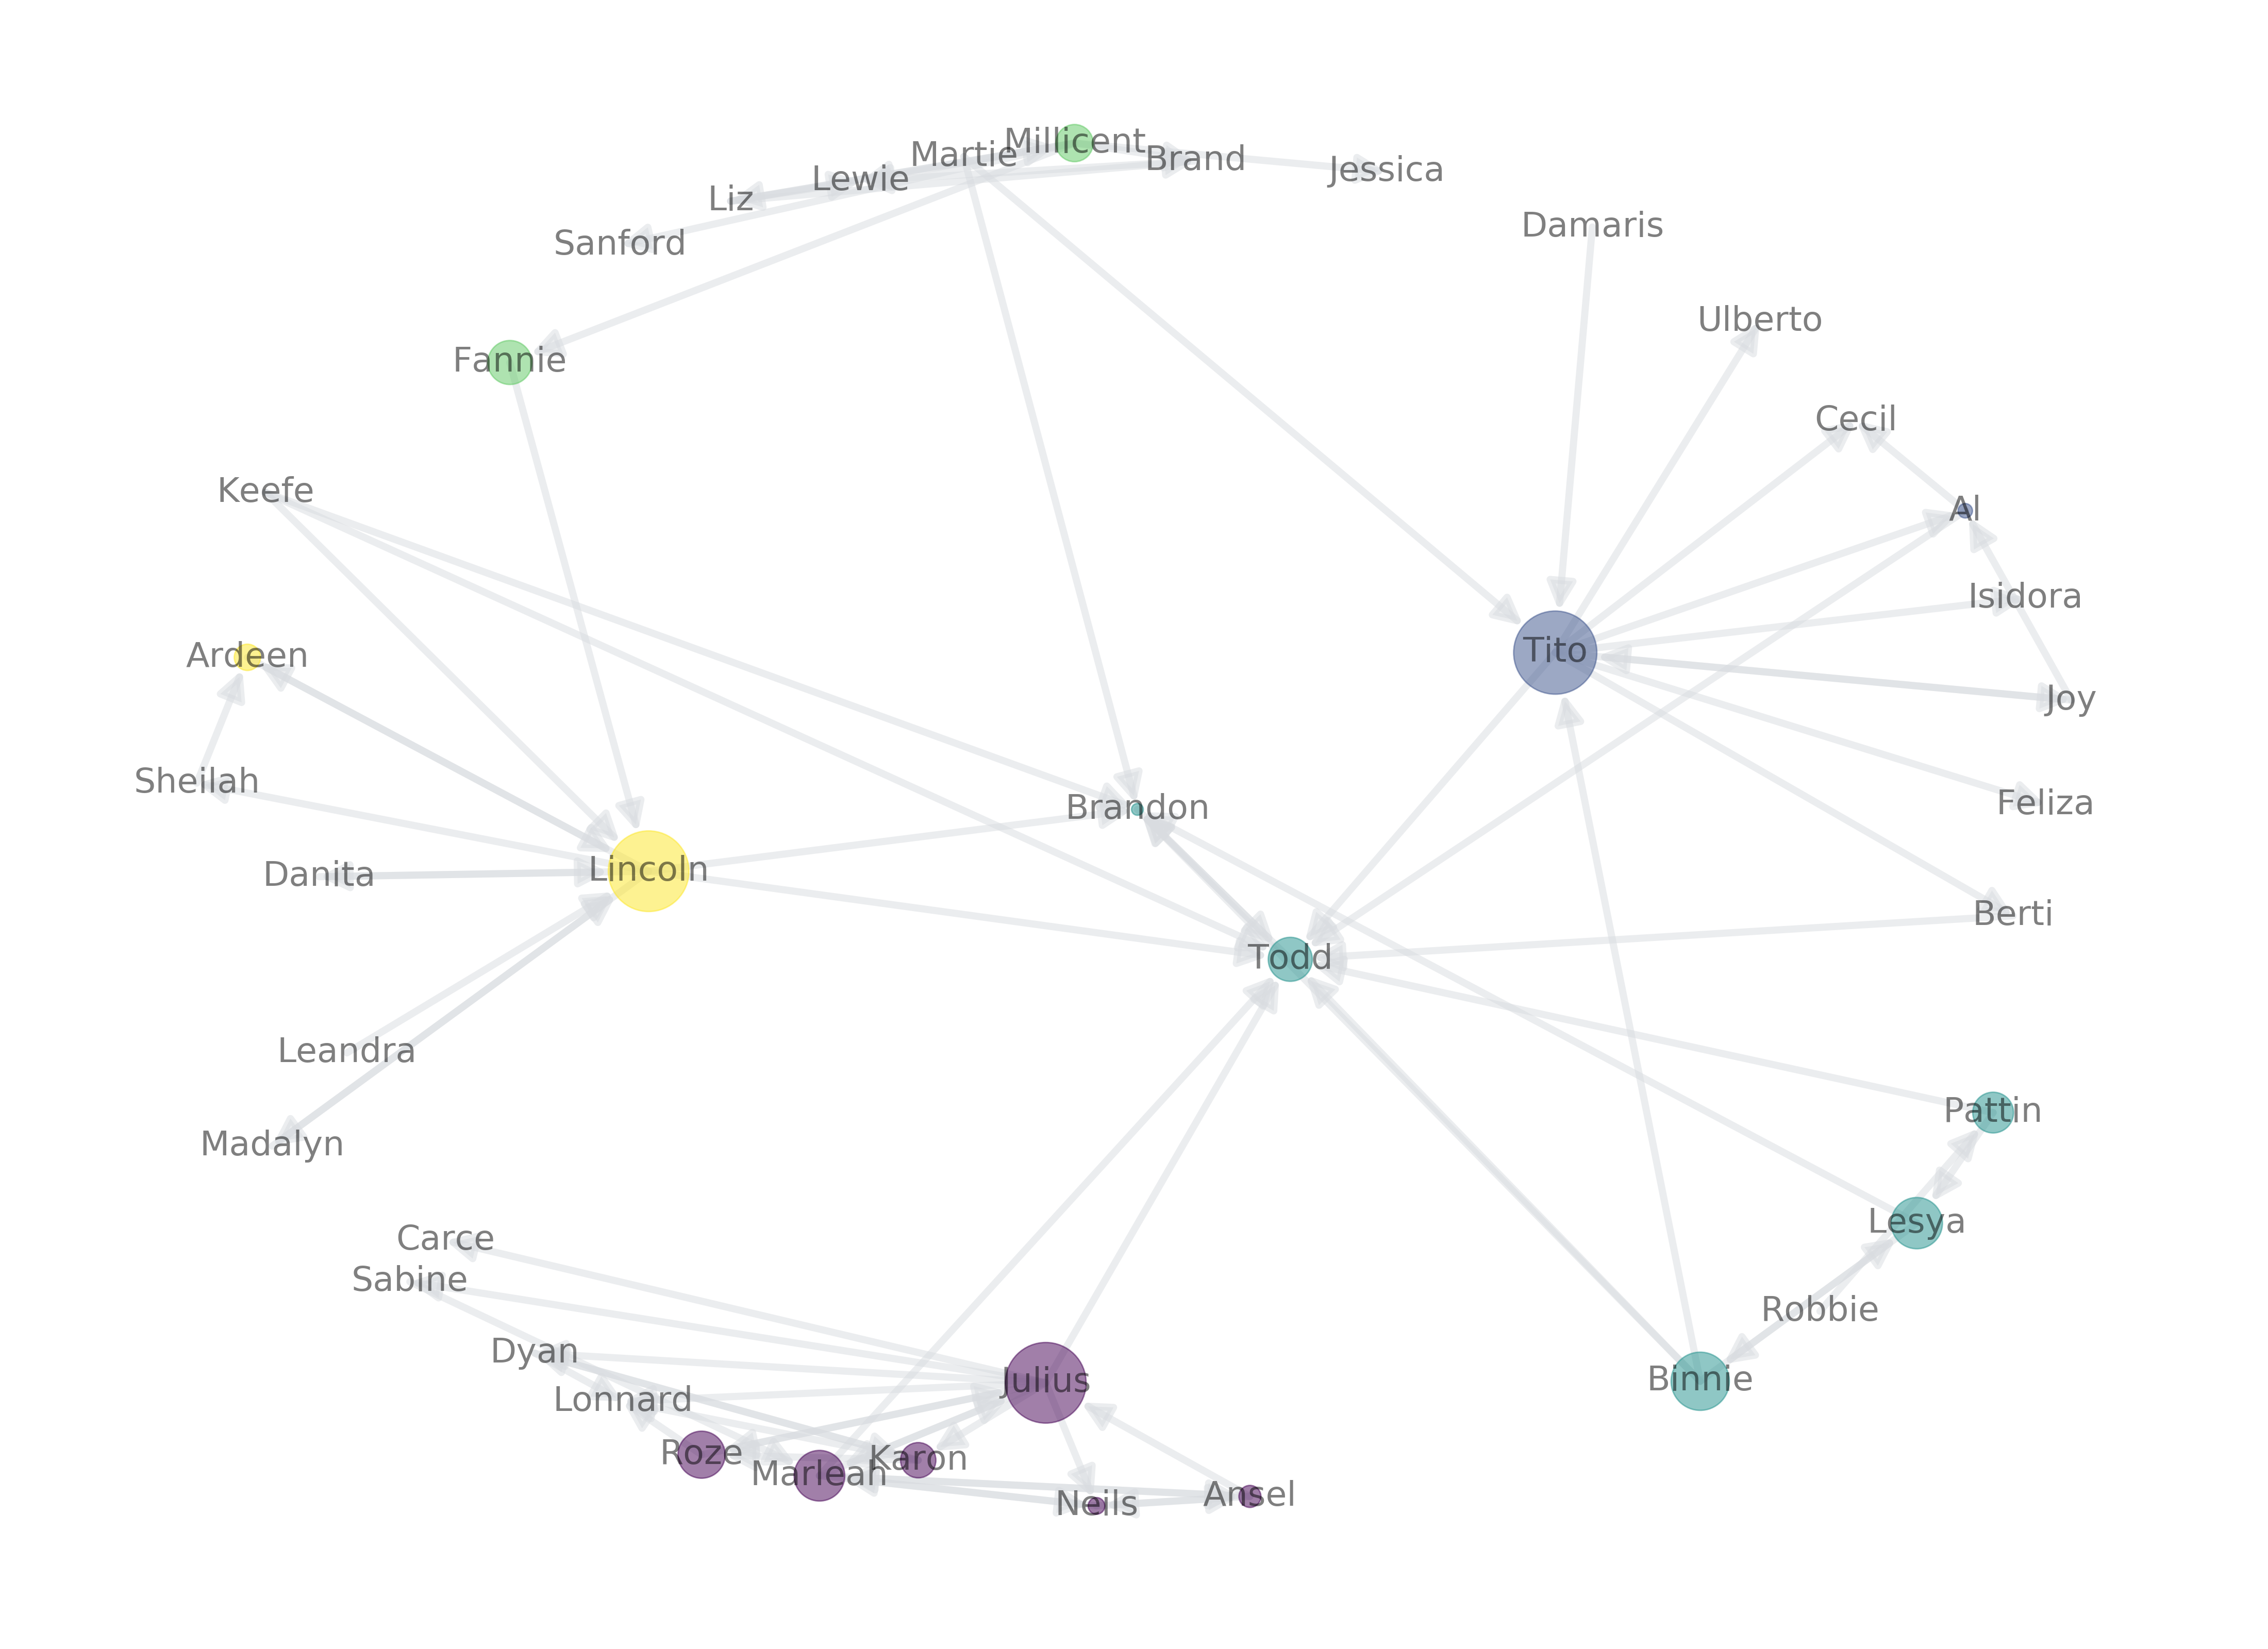 Millicent
Martie
Brand
Jessica
Lewie
Liz
Sanford
Damaris
Ulberto
Fannie
Cecil
Keefe
Al
Isidora
Ardeen
Tito
Joy
Sheilah
Brandon
Feliza
Lincoln
Danita
Berti
Todd
Leandra
Pattin
Madalyn
Lesya
Carce
Sabine
Robbie
Dyan
Julius
Binnie
Lonnard
Roze
Karon
Marleah
Ansel
Neils